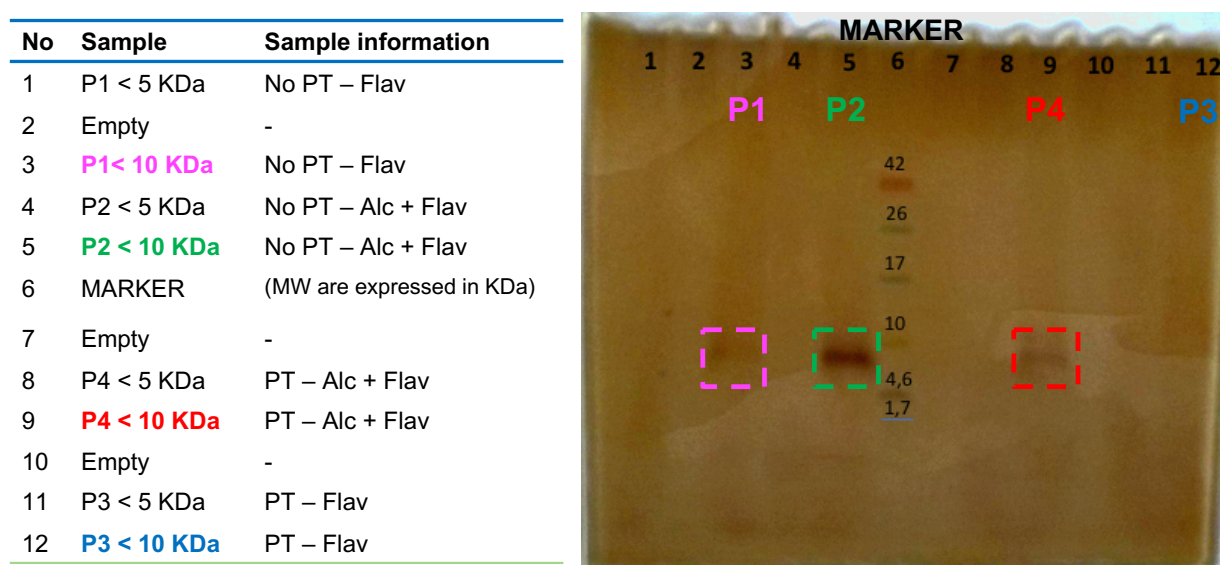 No Sample Sample information
1 P1 < 5 KDa No PT – Flav
2 Empty -
3 P1< 10 KDa No PT – Flav
4 P2 < 5 KDa No PT – Alc + Flav
5 P2 < 10 KDa No PT – Alc + Flav
6 MARKER (MW are expressed in KDa)
7 Empty -
8 P4 < 5 KDa PT – Alc + Flav
9 P4 < 10 KDa PT – Alc + Flav
10 Empty -
11 P3 < 5 KDa PT – Flav
12 P3 < 10 KDa PT – Flav
MARKER
1 2 3 4 5 6 7 8 9 10 11 12
P1 P2 P4 P3
42
26
17
10
4,6
1,7